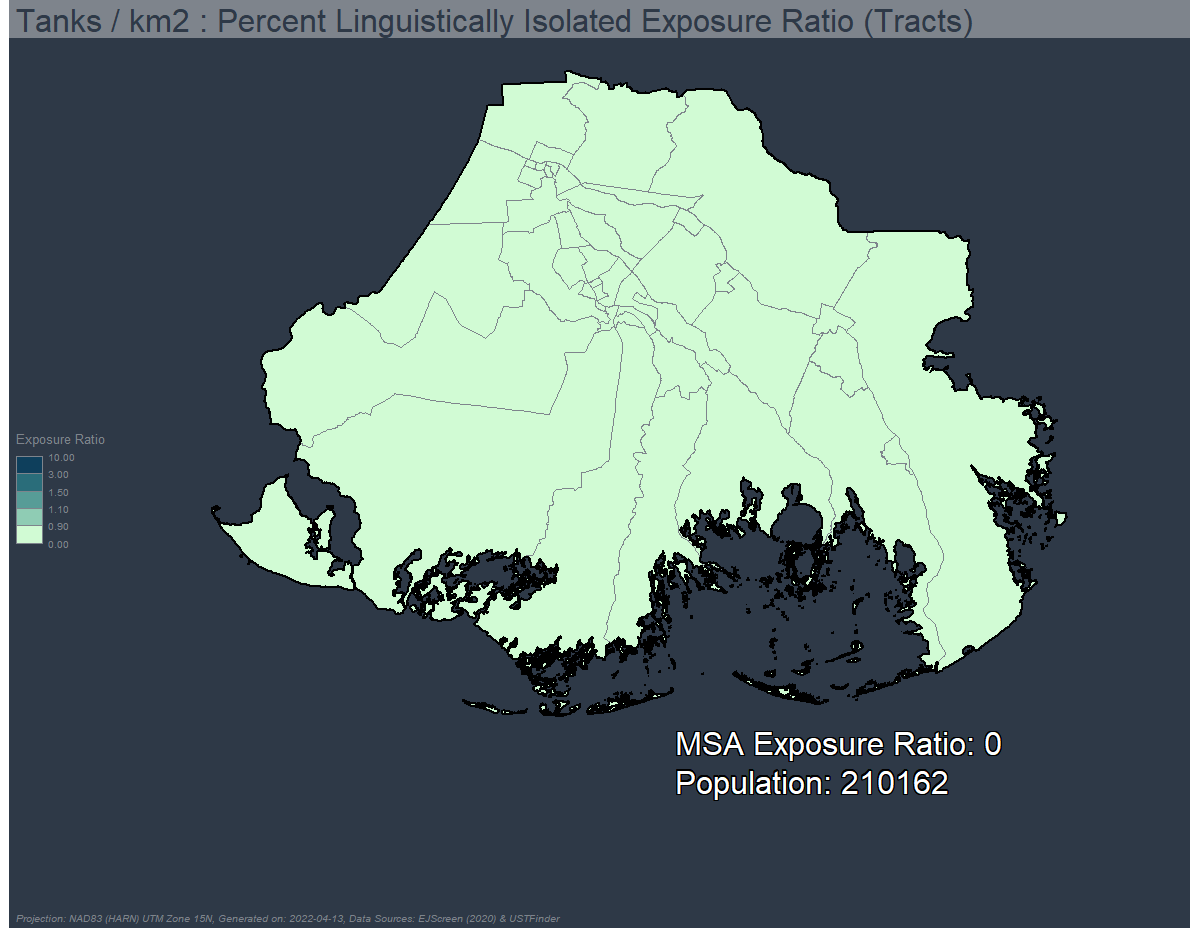 Tanks / km2 : Percent Linguistically Isolated Exposure Ratio (Tracts)
Exposure Ratio
10.00
3.00
1.50
1.10
0.90
0.00
MSA Exposure Ratio: 0
Population: 210162
Projection: NAD83 (HARN) UTM Zone 15N, Generated on: 2022-04-13, Data Sources: EJScreen (2020) & USTFinder